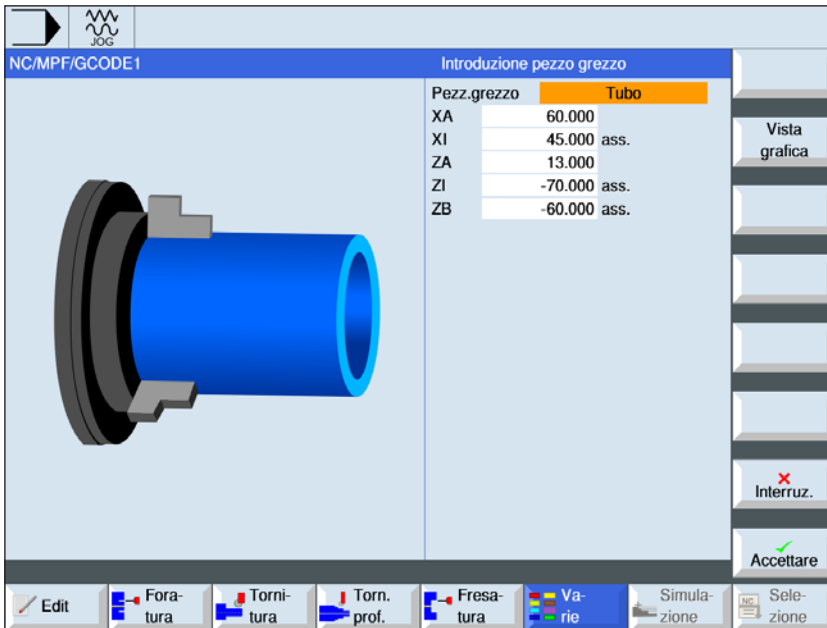 JOG
NC/MPF/GCODE1
Introduzione pezzo grezzo
Pezz.grezzo Tubo
XA 60.000
XI 45.000 ass.
ZA 13.000
ZI -70.000 ass.
ZB -60.000 ass.
Vista
grafica
Interruz.
Accettare
Edit
Fora-
tura
Torni-
tura
Torn.
prof.
Fresa-
tura
Va-
rie
Simula-
zione
NC
Sele-
zione